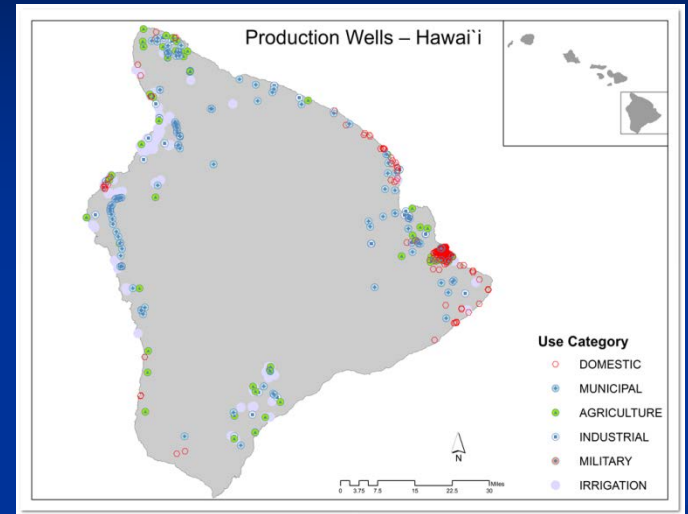 Production Wells – Hawai`i
Use Category
DOMESTIC
MUNICIPAL
AGRICULTURE
INDUSTRIAL
MILITARY
IRRIGATION
N
Miles
0 3.75 7.5 15 22.5 30